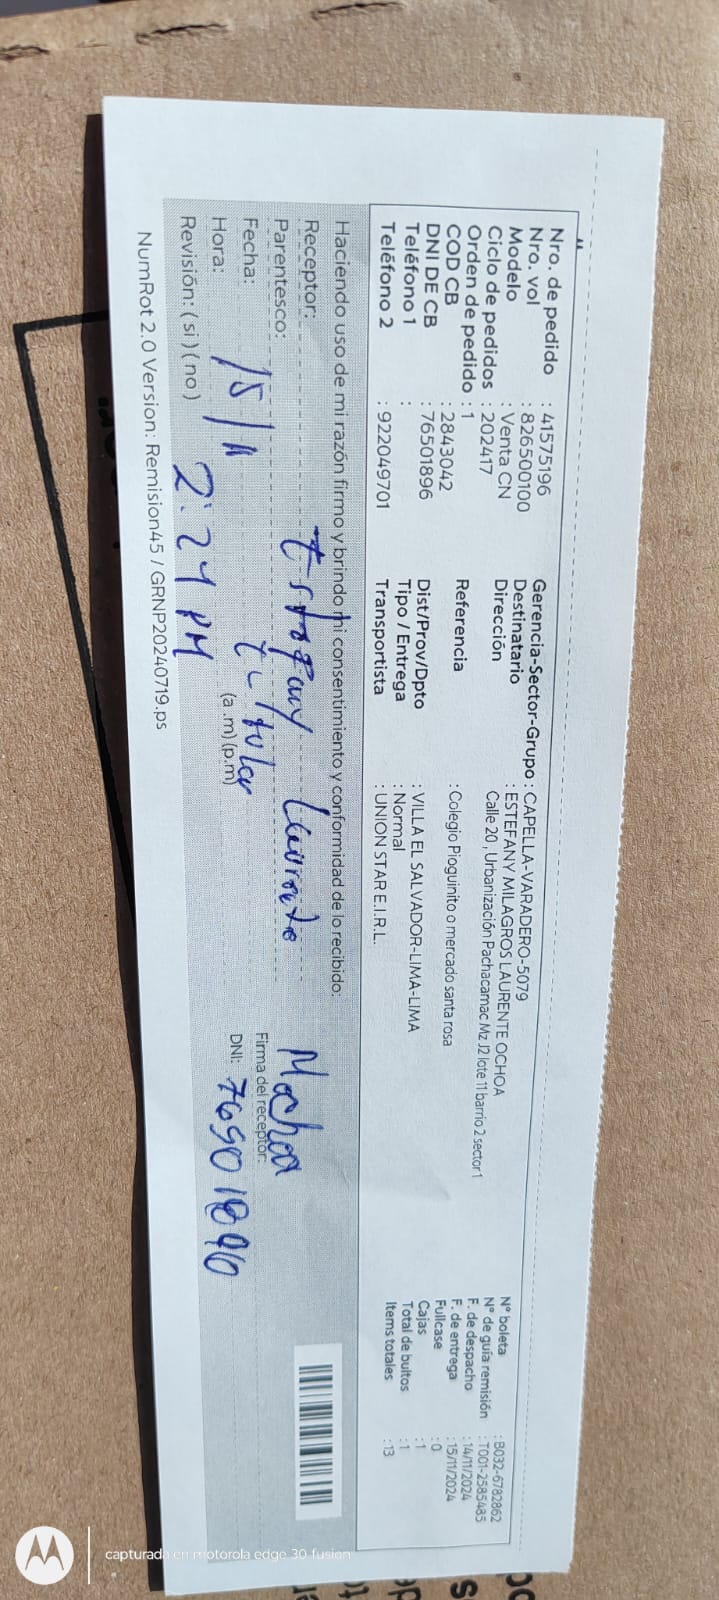 Nro. de pedido : 41575196
Nro. vol : 826500100
Modelo : Venta CN
Ciclo de pedidos : 202417
Orden de pedido : 1
COD CB : 2843042
DNI DE CB : 76501896
Teléfono 1 :
Teléfono 2 : 922049701
Gerencia-Sector-Grupo : CAPELLA-VARADERO-5079
Destinatario : ESTEFANY MILAGROS LAURENTE OCHOA
Dirección Calle 20 , Urbanización Pachacamac Mz J2 lote 11 barrio 2 sector 1
Referencia : Colegio Pioguinito o mercado santa rosa
Dist/Prov/Dpto : VILLA EL SALVADOR-LIMA-LIMA
Tipo / Entrega : Normal
Transportista : UNION STAR E.I.R.L.
N° boleta : B032-6782862
N° de guía remisión : T001-2585485
F. de despacho : 14/11/2024
F. de entrega : 15/11/2024
Fullcase : 0
Cajas : 1
Total de bultos : 1
Items totales : 13
Haciendo uso de mi razón firmo y brindo mi consentimiento y conformidad de lo recibido:
Receptor: Estefany Laurente
Parentesco: titular
Fecha: 15/11
Hora: 2:24 PM (a.m) (p.m)
Revisión: (si) (no)
Firma del receptor:
DNI: 76501896
NumRot 2.0 Version: Remision45 / GRNP20240719.ps
capturada en motorola edge 30 fusion